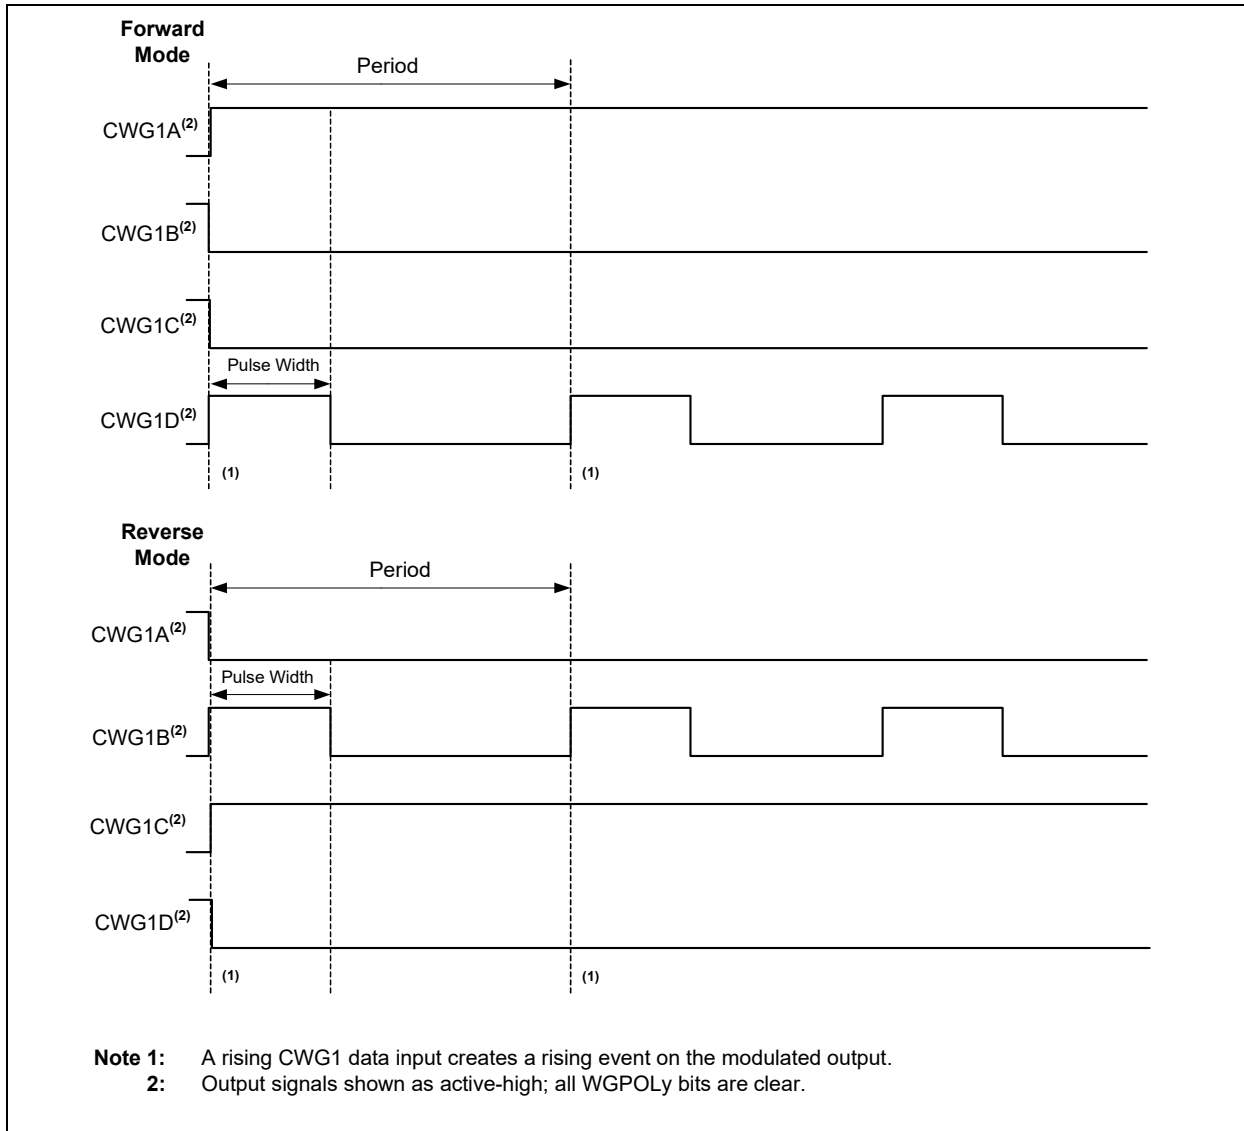 Forward
Mode
Period
CWG1A(2)
CWG1B(2)
CWG1C(2)
Pulse Width
CWG1D(2)
(1) (1)
Reverse
Mode
Period
CWG1A(2)
Pulse Width
CWG1B(2)
CWG1C(2)
CWG1D(2)
(1) (1)
Note 1: A rising CWG1 data input creates a rising event on the modulated output.
2: Output signals shown as active-high; all WGPOLy bits are clear.